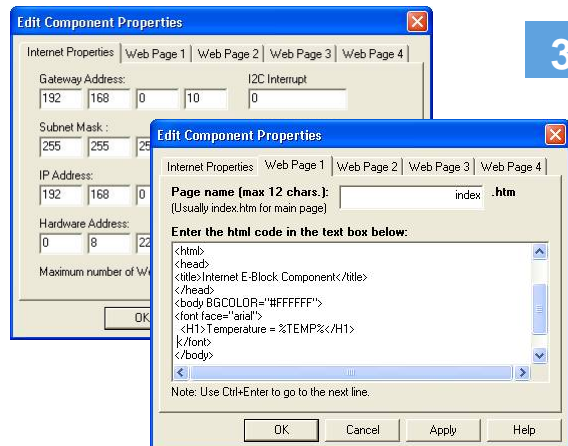 Edit Component Properties
Internet Properties Web Page 1 Web Page 2 Web Page 3 Web Page 4
Gateway Address: I2C Interrupt
192 168 0 10 0
Subnet Mask :
255 255
IP Address:
192 168 0
Hardware Address:
0 8 22
Maximum number of
OK
3
Edit Component Properties
Internet Properties Web Page 1 Web Page 2 Web Page 3 Web Page 4
Page name (max 12 chars.): index .htm
(Usually index.htm for main page)
Enter the html code in the text box below:
<html>
<head>
<title>Internet E-Block Component</title>
</head>
<body BGCOLOR="#FFFFFF">
<font face="arial">
<H1>Temperature = %TEMP%</H1>
</font>
</body>
Note: Use Ctrl+Enter to go to the next line.
OK Cancel Apply Help